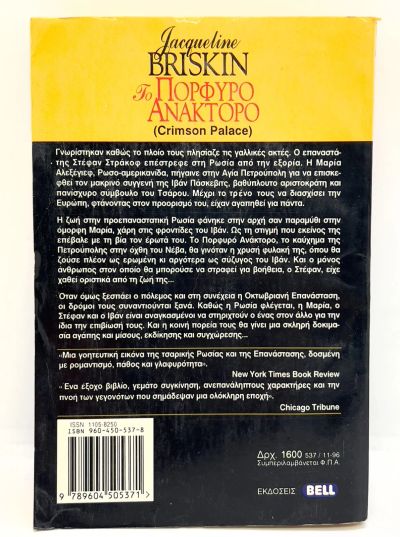 Jacqueline
BRISKIN
Το ΠΟΡΦΥΡΟ
ΑΝΑΚΤΟΡΟ
(Crimson Palace)
Γνωρίστηκαν καθώς το πλοίο τους πλησίαζε τις γαλλικές ακτές. Ο επαναστά-
της Στέφαν Στράκοφ επέστρεφε στη Ρωσία από την εξορία. Η Μαρία
Αλεξέγιεφ, Ρωσο-αμερικανίδα, πήγαινε στην Αγία Πετρούπολη για να επισκε-
φθεί τον μακρινό συγγενή της Ιβάν Πάσκεβιτς, βαθύπλουτο αριστοκράτη και
πανίσχυρο σύμβουλο του Τσάρου. Μέχρι το τρένο τους να διασχίσει την
Ευρώπη, φτάνοντας στον προορισμό του, είχαν αγαπηθεί για πάντα.
Η ζωή στην προεπαναστατική Ρωσία φάνηκε στην αρχή σαν παραμύθι στην
όμορφη Μαρία, χάρη στις φροντίδες του Ιβάν. Ως τη στιγμή που εκείνος της
επέβαλε με τη βία τον έρωτά του. Το Πορφυρό Ανάκτορο, το καύχημα της
Πετρούπολης στην όχθη του Νέβα, θα γινόταν η χρυσή φυλακή της, όπου θα
ζούσε πλέον ως ερωμένη κι αργότερα ως σύζυγος του Ιβάν. Και ο μόνος
άνθρωπος στον οποίο θα μπορούσε να στραφεί για βοήθεια, ο Στέφαν, είχε
χαθεί οριστικά από τη ζωή της...
Όταν όμως ξεσπάει ο πόλεμος και στη συνέχεια η Οκτωβριανή Επανάσταση,
οι δρόμοι τους συναντιούνται ξανά. Καθώς η Ρωσία φλέγεται, η Μαρία, ο
Στέφαν και ο Ιβάν είναι αναγκασμένοι να στηριχτούν ο ένας στον άλλο για την
ίδια την επιβίωσή τους. Και η κοινή πορεία τους θα γίνει μια σκληρή δοκιμα-
σία αγάπης και μίσους, εκδίκησης και συγχώρεσης...
«Μια γοητευτική εικόνα της τσαρικής Ρωσίας και της Επανάστασης, δοσμένη
με ρομαντισμό, πάθος και γλαφυρότητα».
New York Times Book Review
«Ένα έξοχο βιβλίο, γεμάτο συγκίνηση, ανεπανάληπτους χαρακτήρες και την
πνοή των γεγονότων που σημάδεψαν μια ολόκληρη εποχή».
Chicago Tribune
ISSN 1105-8250
ISBN 960-450-537-8
9 789604 505371 >
Δρχ. 1600 537 / 11-96
Συμπεριλαμβάνεται Φ.Π.Α.
ΕΚΔΟΣΕΙΣ BELL